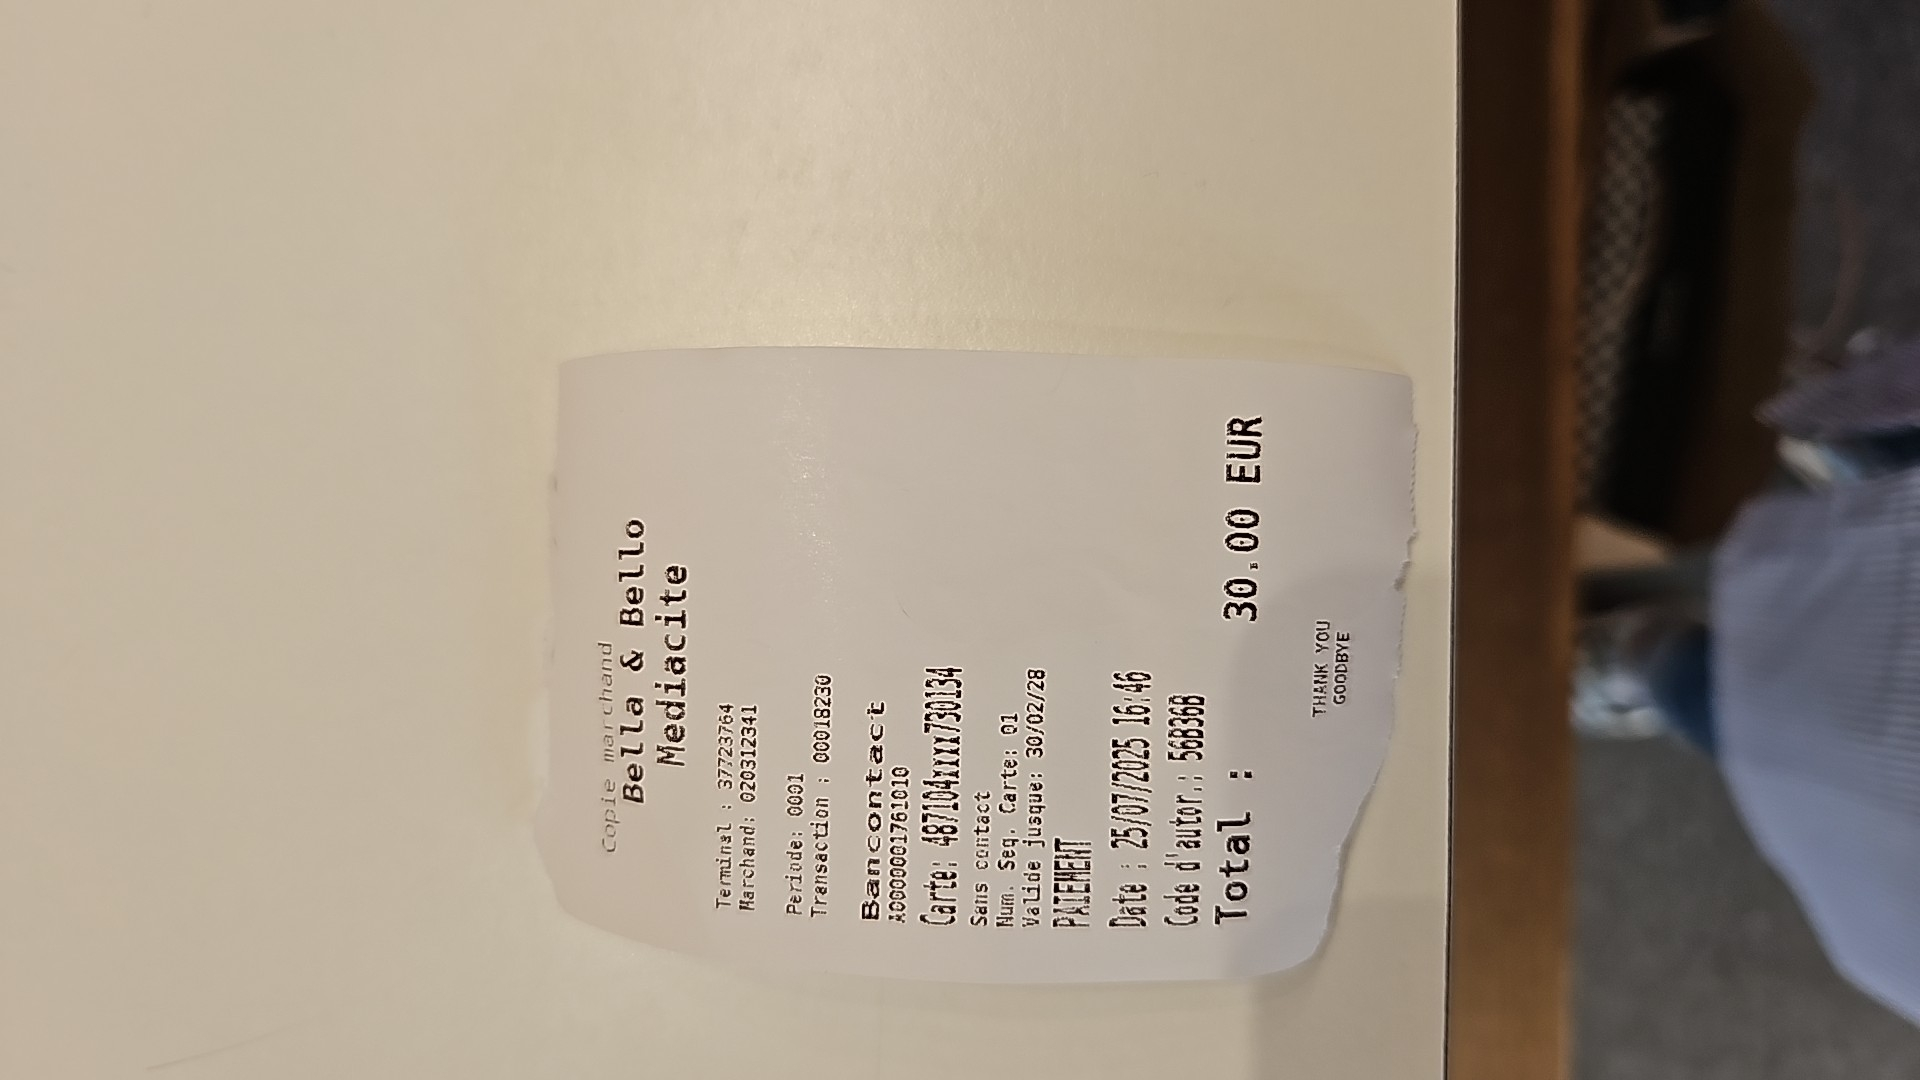 Copie marchand
Bella & Bello
Mediacite
Terminal : 37723764
Marchand: 020312341
Periode: 0001
Transaction : 00018230
Bancontact
A0000001761010
Carte: 487104xxxxx730134
Sans contact
Num. Seq. Carte: 01
Valide jusque: 30/02/28
PAIEMENT
Date : 25/07/2025 16:46
Code d'autor.: 56B36B
Total : 30.00 EUR
THANK YOU
GOODBYE